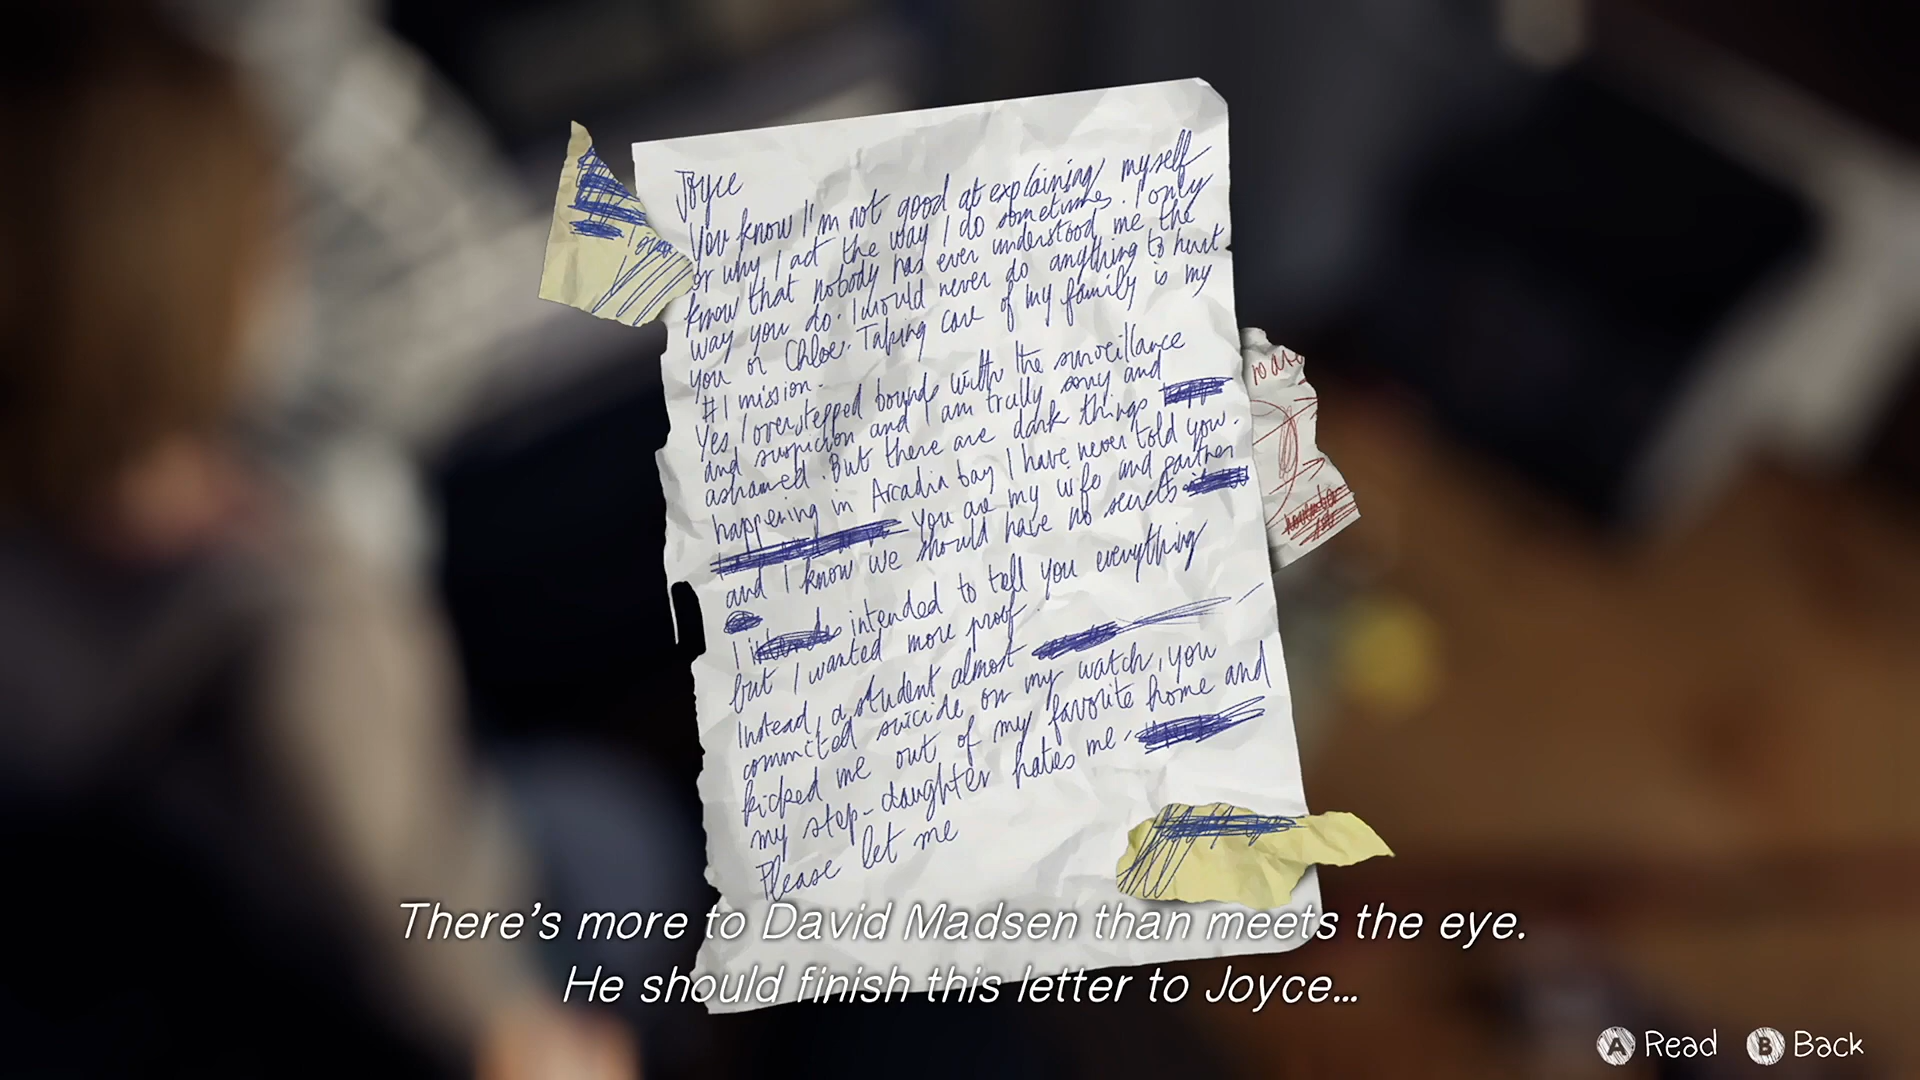 Joyce
You know I'm not good at explaining myself
or why I act the way I do sometimes. I only
know that nobody has ever understood me the
way you do. I would never do anything to hurt
you or Chloe. Taking care of my family is my
#1 mission.
Yes I overstepped bounds with the surveillance
and suspicion and I am trully sorry and
ashamed. But there are dark things
happening in Arcadia bay I have never told you.
You are my wife and partner
and I know we should have no secrets
I intended to tell you everything
but I wanted more proof.
Instead, a student almost
committed suicide on my watch, you
kicked me out of my favorite home and
my step-daughter hates me.
Please let me
november
There's more to David Madsen than meets the eye.
He should finish this letter to Joyce...
A Read B Back